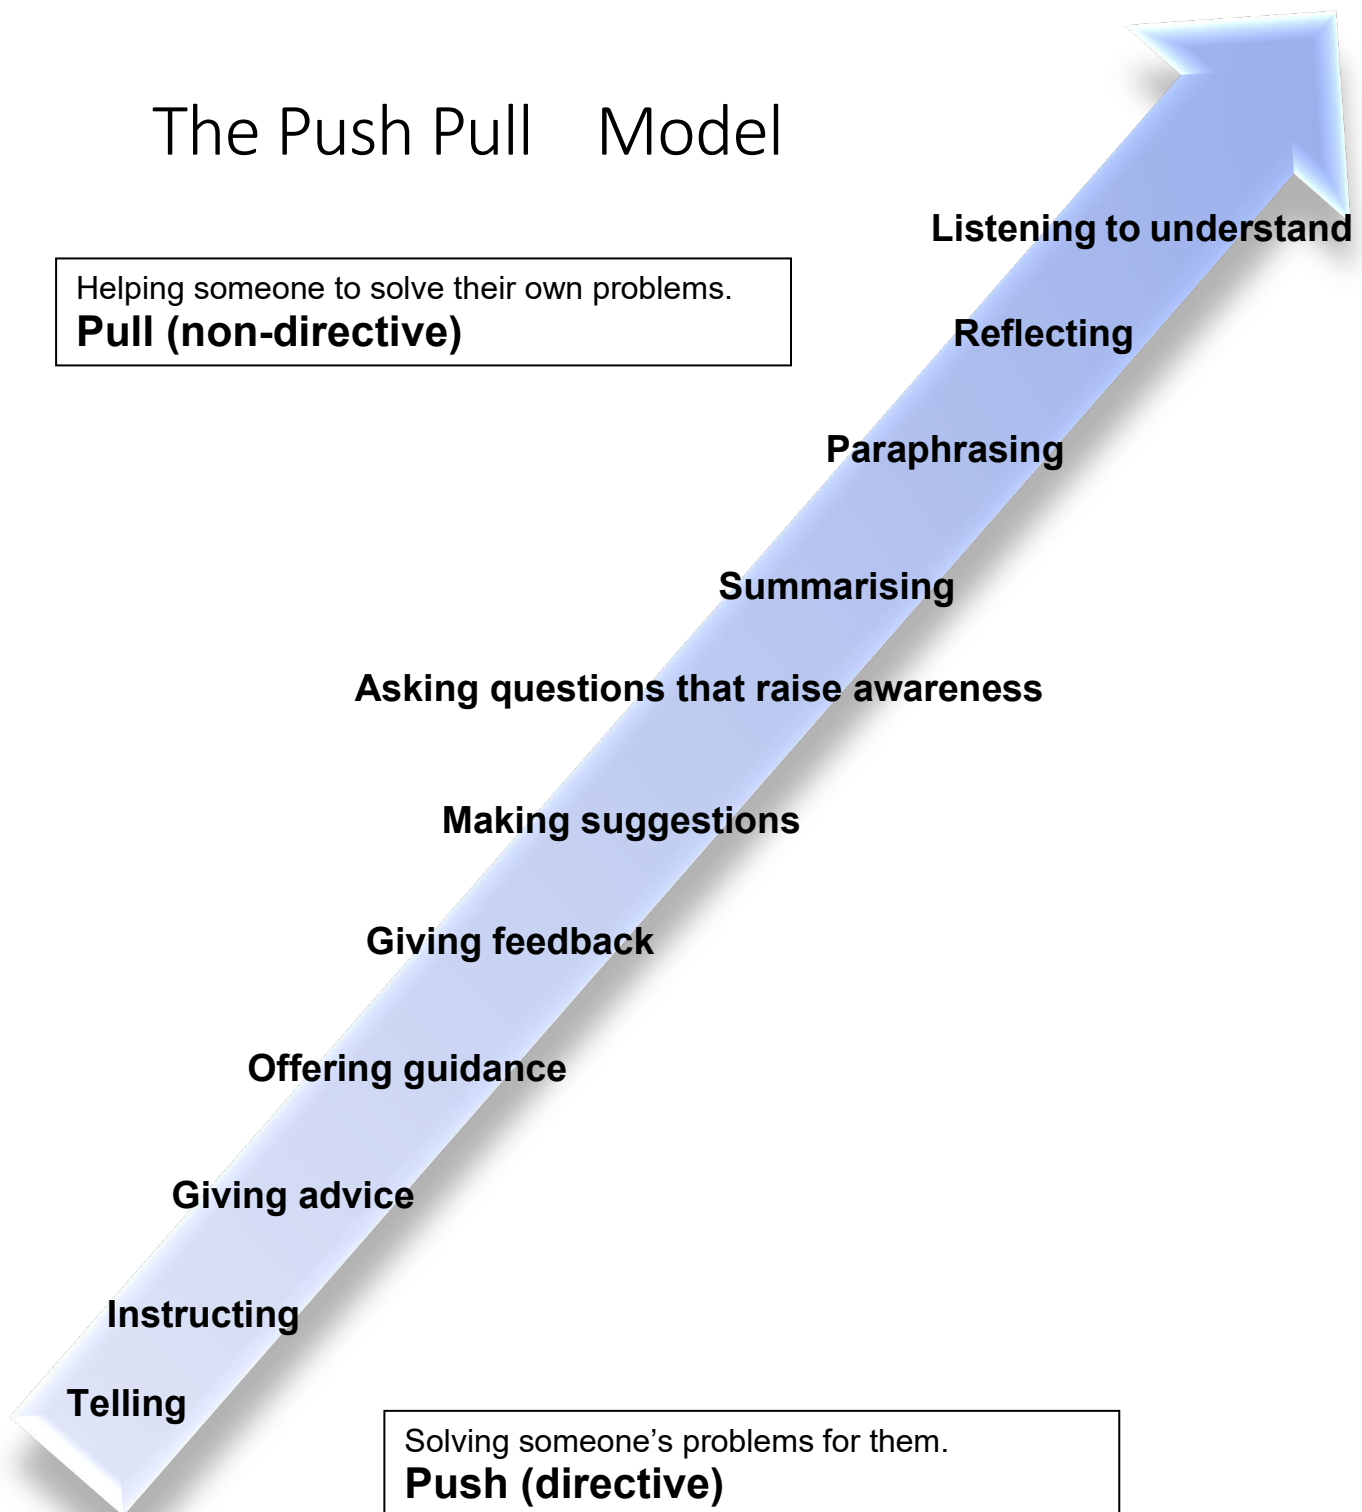 The Push Pull Model
Listening to understand
Helping someone to solve their own problems.
Pull (non-directive)
Reflecting
Paraphrasing
Summarising
Asking questions that raise awareness
Making suggestions
Giving feedback
Offering guidance
Giving advice
Instructing
Telling
Solving someone’s problems for them.
Push (directive)